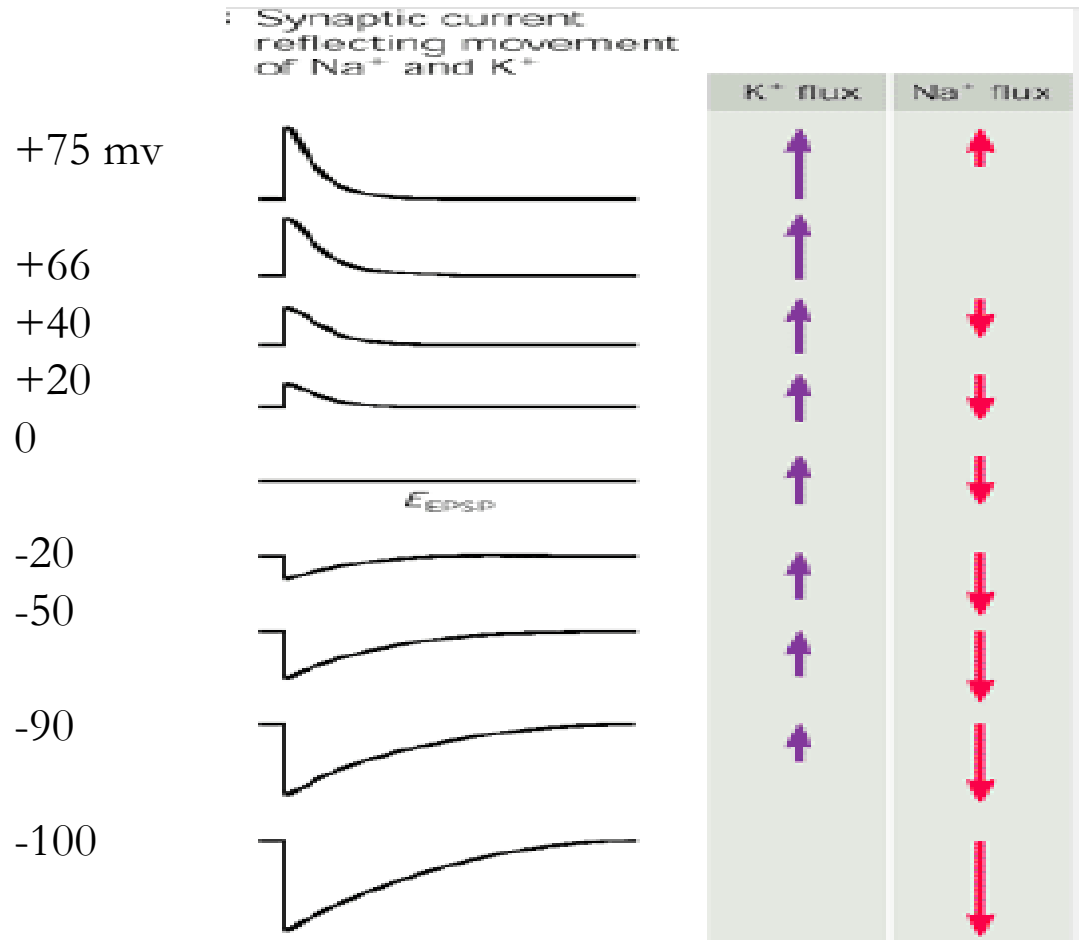 : Synaptic current
reflecting movement
of Na⁺ and K⁺
K⁺ flux Na⁺ flux
+75 mv
+66
+40
+20
0
E_EPSP
-20
-50
-90
-100